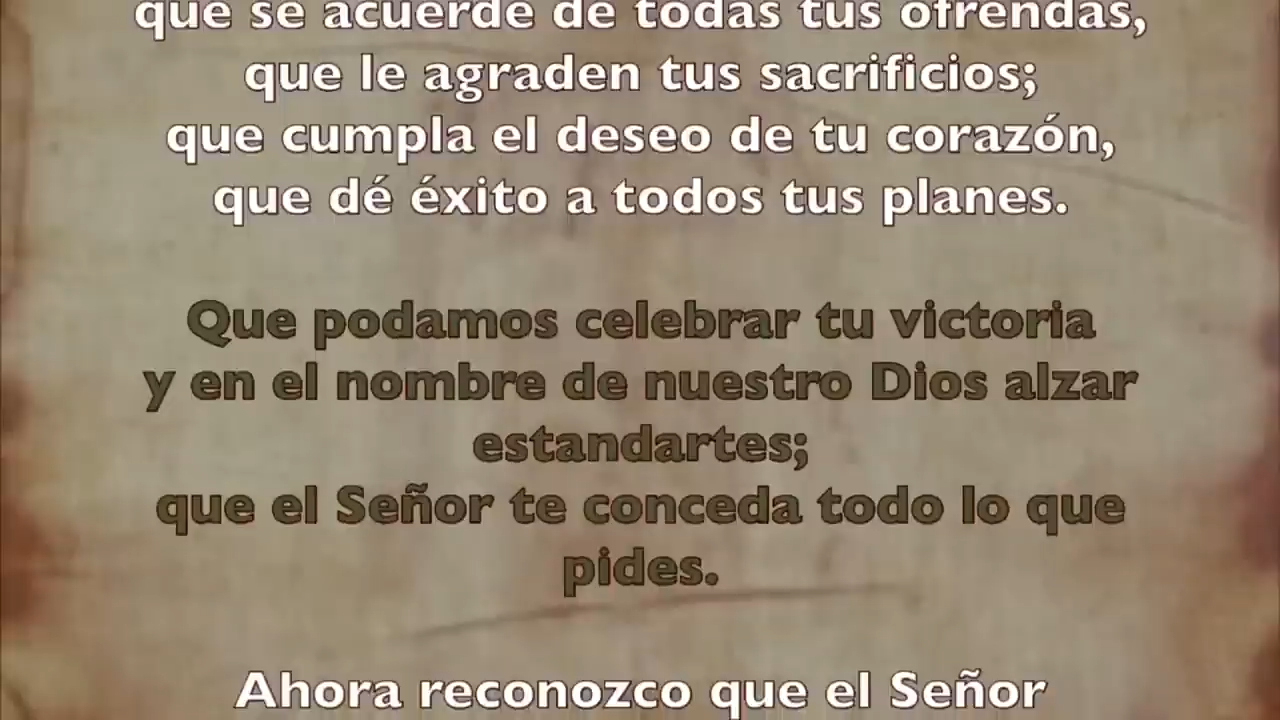 que se acuerde de todas tus ofrendas,
que le agraden tus sacrificios;
que cumpla el deseo de tu corazón,
que dé éxito a todos tus planes.
Que podamos celebrar tu victoria
y en el nombre de nuestro Dios alzar
estandartes;
que el Señor te conceda todo lo que
pides.
Ahora reconozco que el Señor